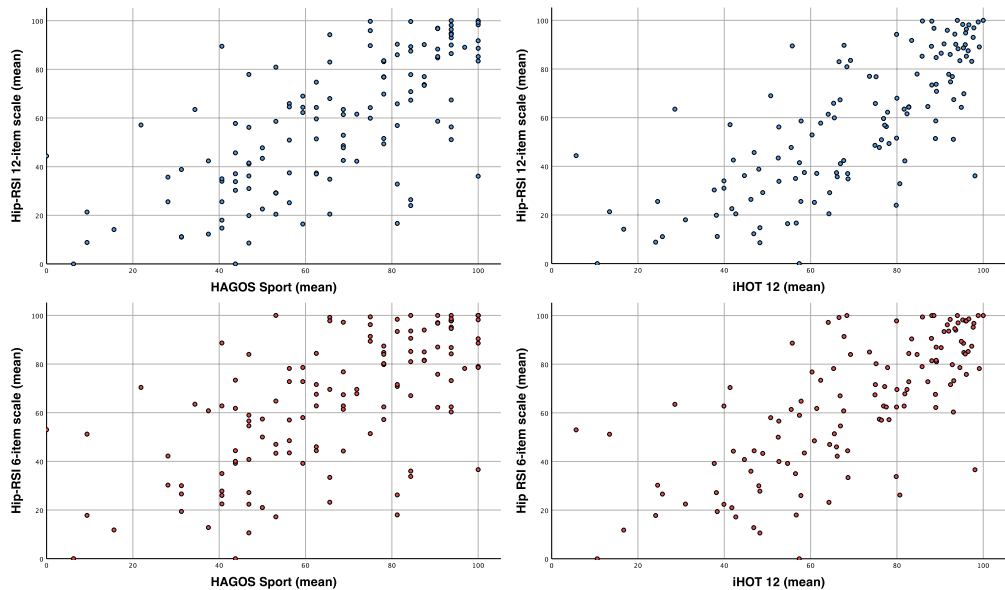 Hip-RSI 12-item scale (mean)
100
80
60
40
20
0
0 20 40 60 80 100
HAGOS Sport (mean)
Hip-RSI 12-item scale (mean)
100
80
60
40
20
0
0 20 40 60 80 100
iHOT 12 (mean)
Hip-RSI 6-item scale (mean)
100
80
60
40
20
0
0 20 40 60 80 100
HAGOS Sport (mean)
Hip RSI 6-item scale (mean)
100
80
60
40
20
0
0 20 40 60 80 100
iHOT 12 (mean)